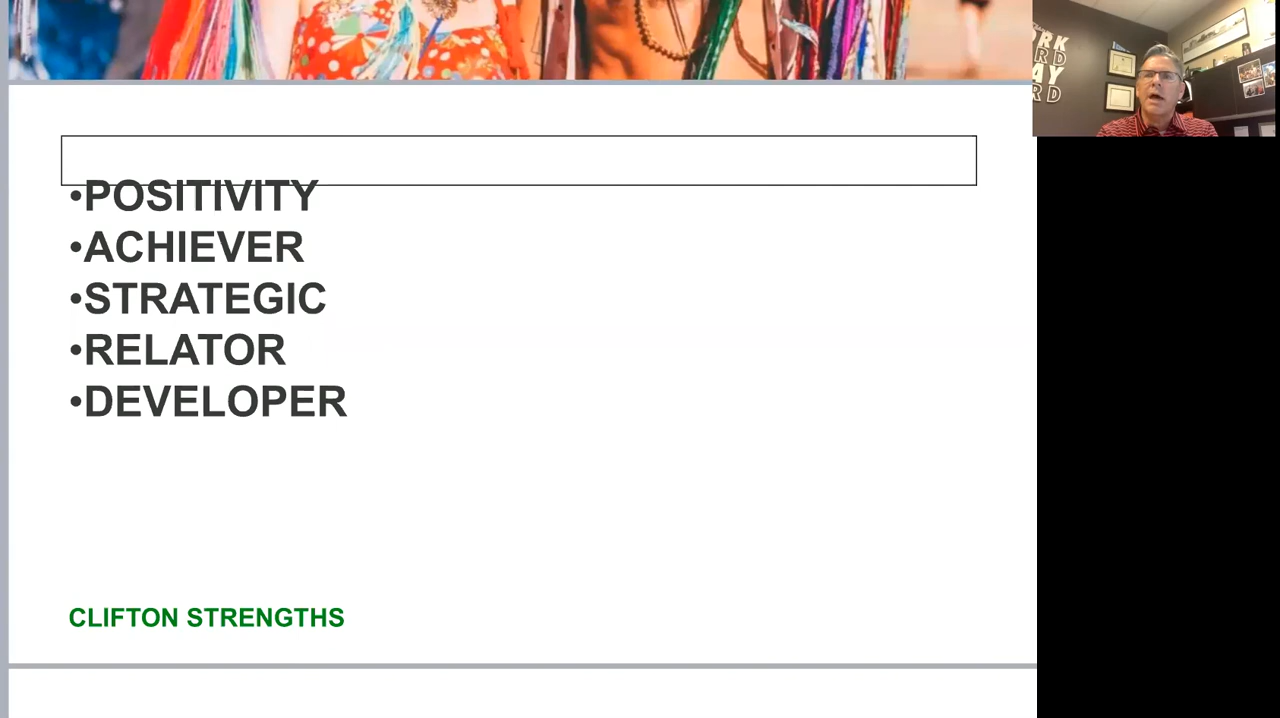 •POSITIVITY
•ACHIEVER
•STRATEGIC
•RELATOR
•DEVELOPER
CLIFTON STRENGTHS